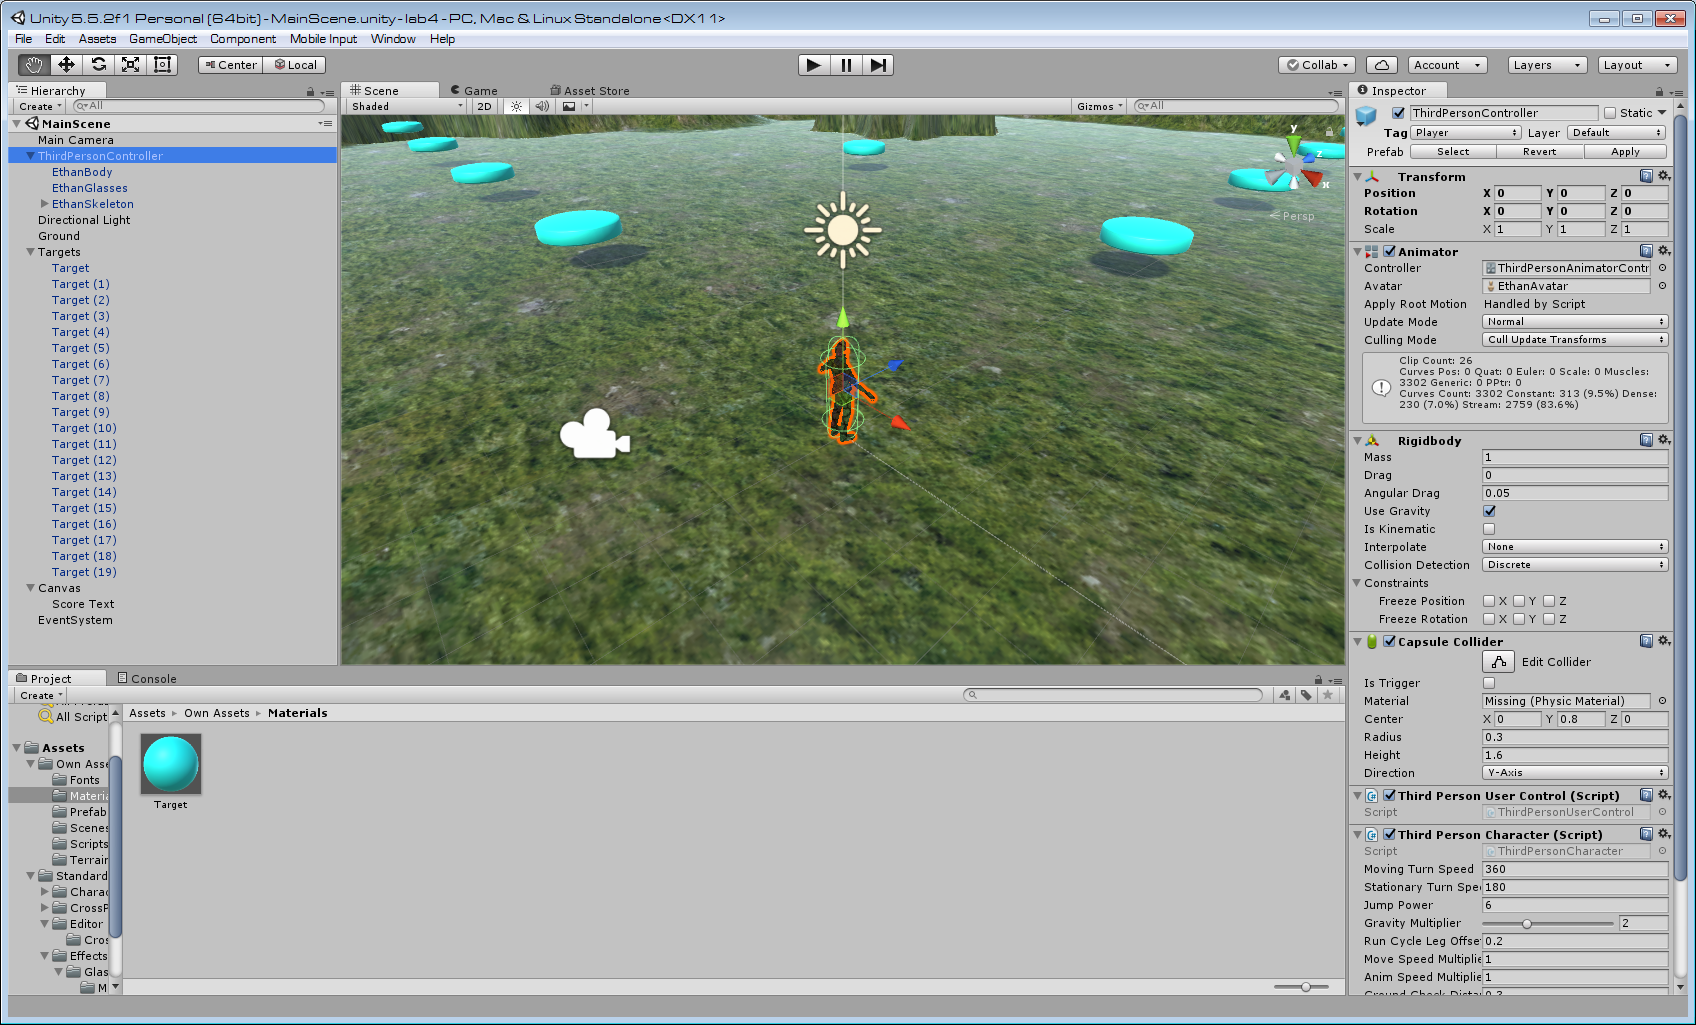 Unity 5.5.2f1 Personal (64bit) - MainScene.unity - lab4 - PC, Mac & Linux Standalone <DX11>
File Edit Assets GameObject Component Mobile Input Window Help
Center Local Collab Account Layers Layout
Hierarchy
Create All
MainScene
Main Camera
ThirdPersonController
EthanBody
EthanGlasses
EthanSkeleton
Directional Light
Ground
Targets
Target
Target (1)
Target (2)
Target (3)
Target (4)
Target (5)
Target (6)
Target (7)
Target (8)
Target (9)
Target (10)
Target (11)
Target (12)
Target (13)
Target (14)
Target (15)
Target (16)
Target (17)
Target (18)
Target (19)
Canvas
Score Text
EventSystem
Scene Game Asset Store
Shaded 2D Gizmos All
y
z
x
Persp
Project Console
Create
All Script
Assets
Own Asse
Fonts
Materia
Prefab
Scenes
Scripts
Terrair
Standard
Charac
CrossP
Editor
Cros
Effects
Glas
M
Assets Own Assets Materials
Target
Inspector
ThirdPersonController Static
Tag Player Layer Default
Prefab Select Revert Apply
Transform
Position X 0 Y 0 Z 0
Rotation X 0 Y 0 Z 0
Scale X 1 Y 1 Z 1
Animator
Controller ThirdPersonAnimatorContr
Avatar EthanAvatar
Apply Root Motion Handled by Script
Update Mode Normal
Culling Mode Cull Update Transforms
Clip Count: 26
Curves Pos: 0 Quat: 0 Euler: 0 Scale: 0 Muscles:
3302 Generic: 0 PPtr: 0
Curves Count: 3302 Constant: 313 (9.5%) Dense:
230 (7.0%) Stream: 2759 (83.6%)
Rigidbody
Mass 1
Drag 0
Angular Drag 0.05
Use Gravity
Is Kinematic
Interpolate None
Collision Detection Discrete
Constraints
Freeze Position X Y Z
Freeze Rotation X Y Z
Capsule Collider
Edit Collider
Is Trigger
Material Missing (Physic Material)
Center X 0 Y 0.8 Z 0
Radius 0.3
Height 1.6
Direction Y-Axis
Third Person User Control (Script)
Script ThirdPersonUserControl
Third Person Character (Script)
Script ThirdPersonCharacter
Moving Turn Speed 360
Stationary Turn Spe 180
Jump Power 6
Gravity Multiplier 2
Run Cycle Leg Offse 0.2
Move Speed Multiplie 1
Anim Speed Multiplie 1
Ground Check Dista 0.3